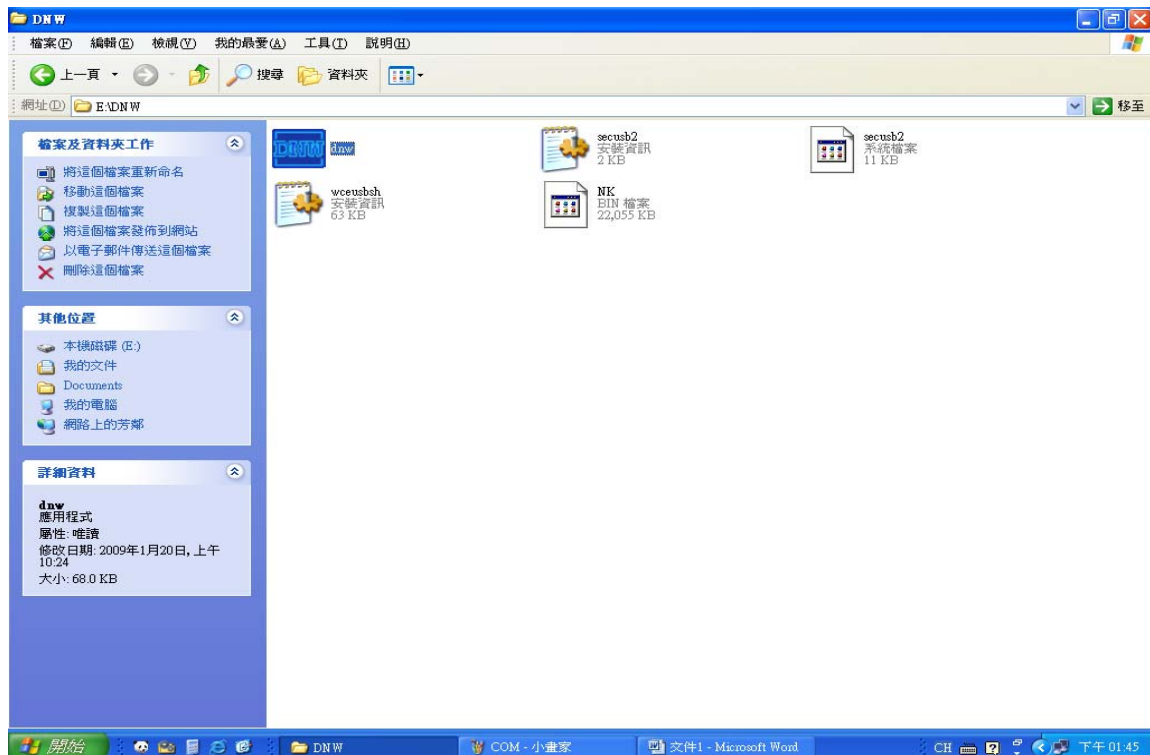 DNW
檔案(F) 編輯(E) 檢視(V) 我的最愛(A) 工具(T) 說明(H)
上一頁 搜尋 資料夾
網址(D) E:\DNW 移至
檔案及資料夾工作
將這個檔案重新命名
移動這個檔案
複製這個檔案
將這個檔案發佈到網站
以電子郵件傳送這個檔案
刪除這個檔案
其他位置
本機磁碟 (E:)
我的文件
Documents
我的電腦
網路上的芳鄰
詳細資料
dnw
應用程式
屬性: 唯讀
修改日期: 2009年1月20日, 上午
10:24
大小: 68.0 KB
DNW dnw
secusb2
安裝資訊
2 KB
secusb2
系統檔案
11 KB
wceusbsh
安裝資訊
63 KB
NK
BIN 檔案
22,055 KB
開始 DNW COM - 小畫家 文件1 - Microsoft Word CH 下午 01:45